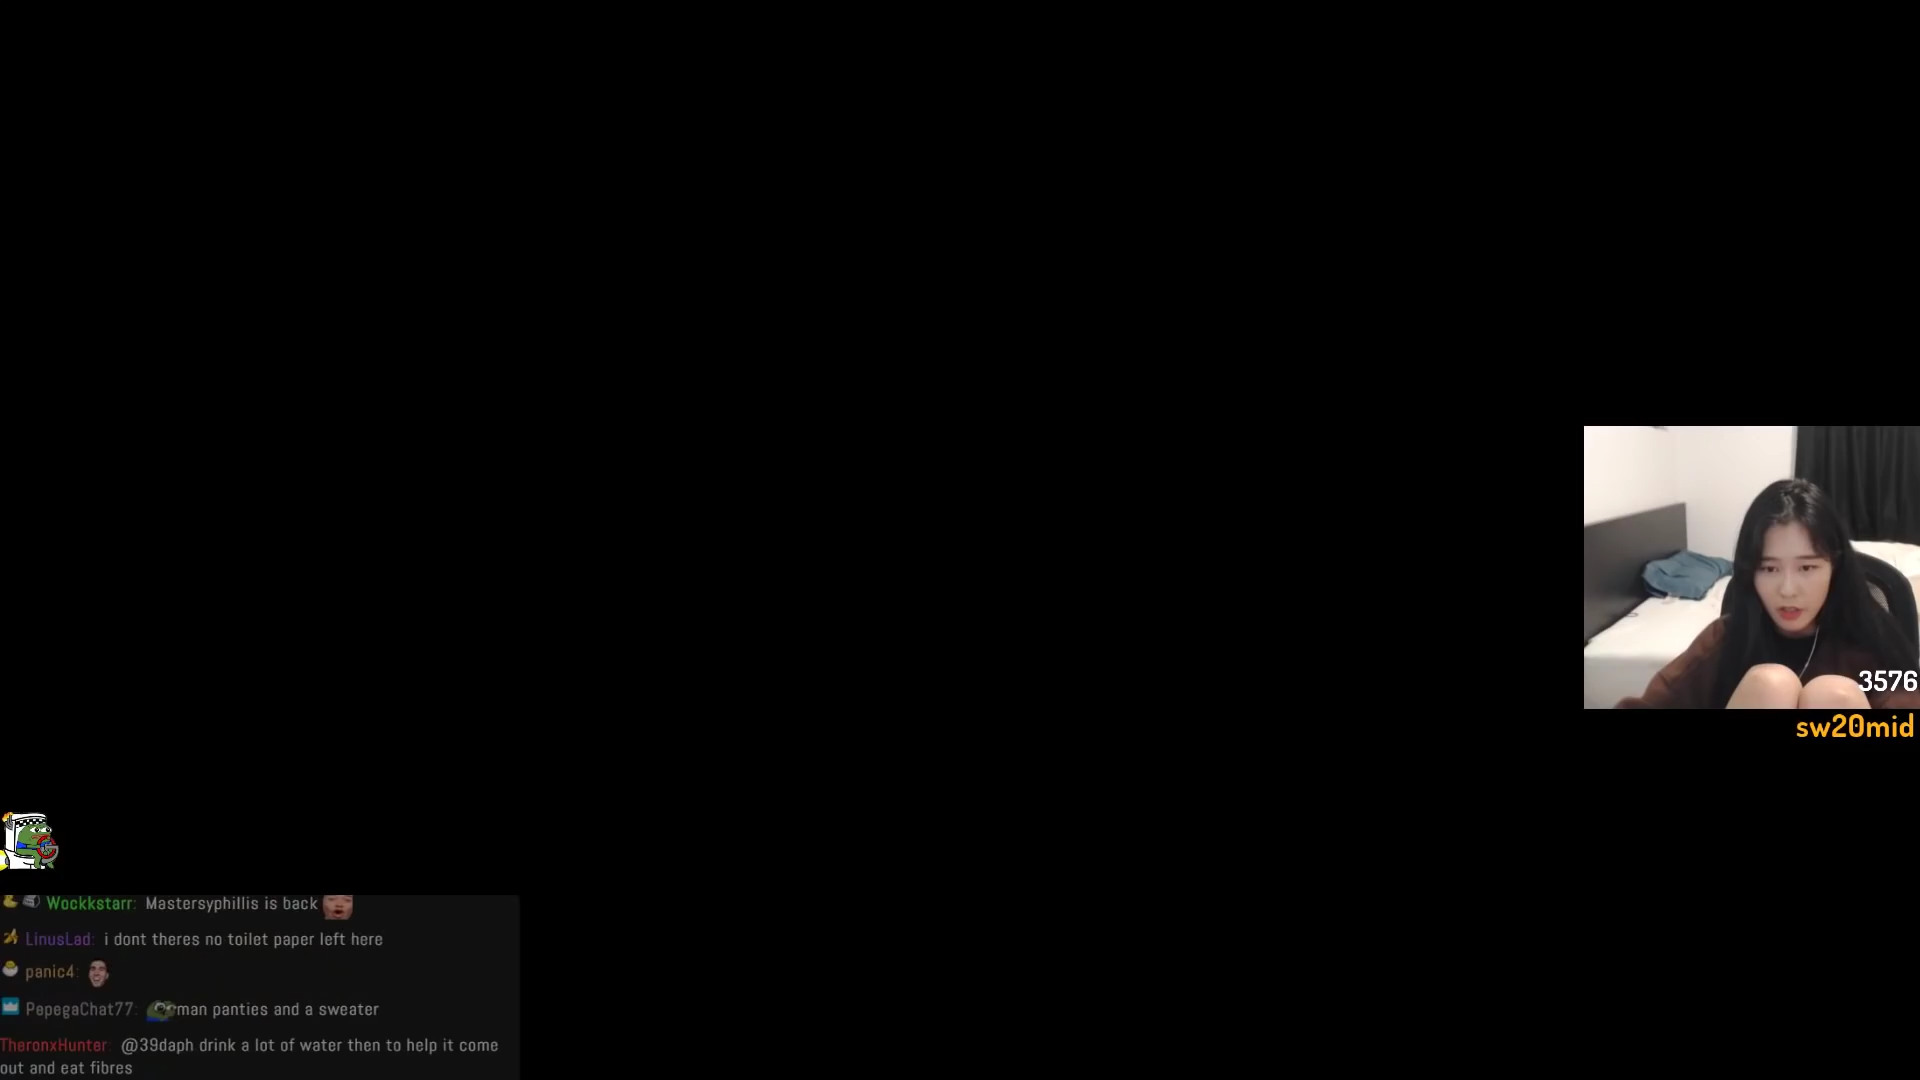 3576
sw20mid
Wockkstarr: Mastersyphillis is back
LinusLad: i dont theres no toilet paper left here
panic4:
PepegaChat77: man panties and a sweater
TheronxHunter: @39daph drink a lot of water then to help it come
out and eat fibres